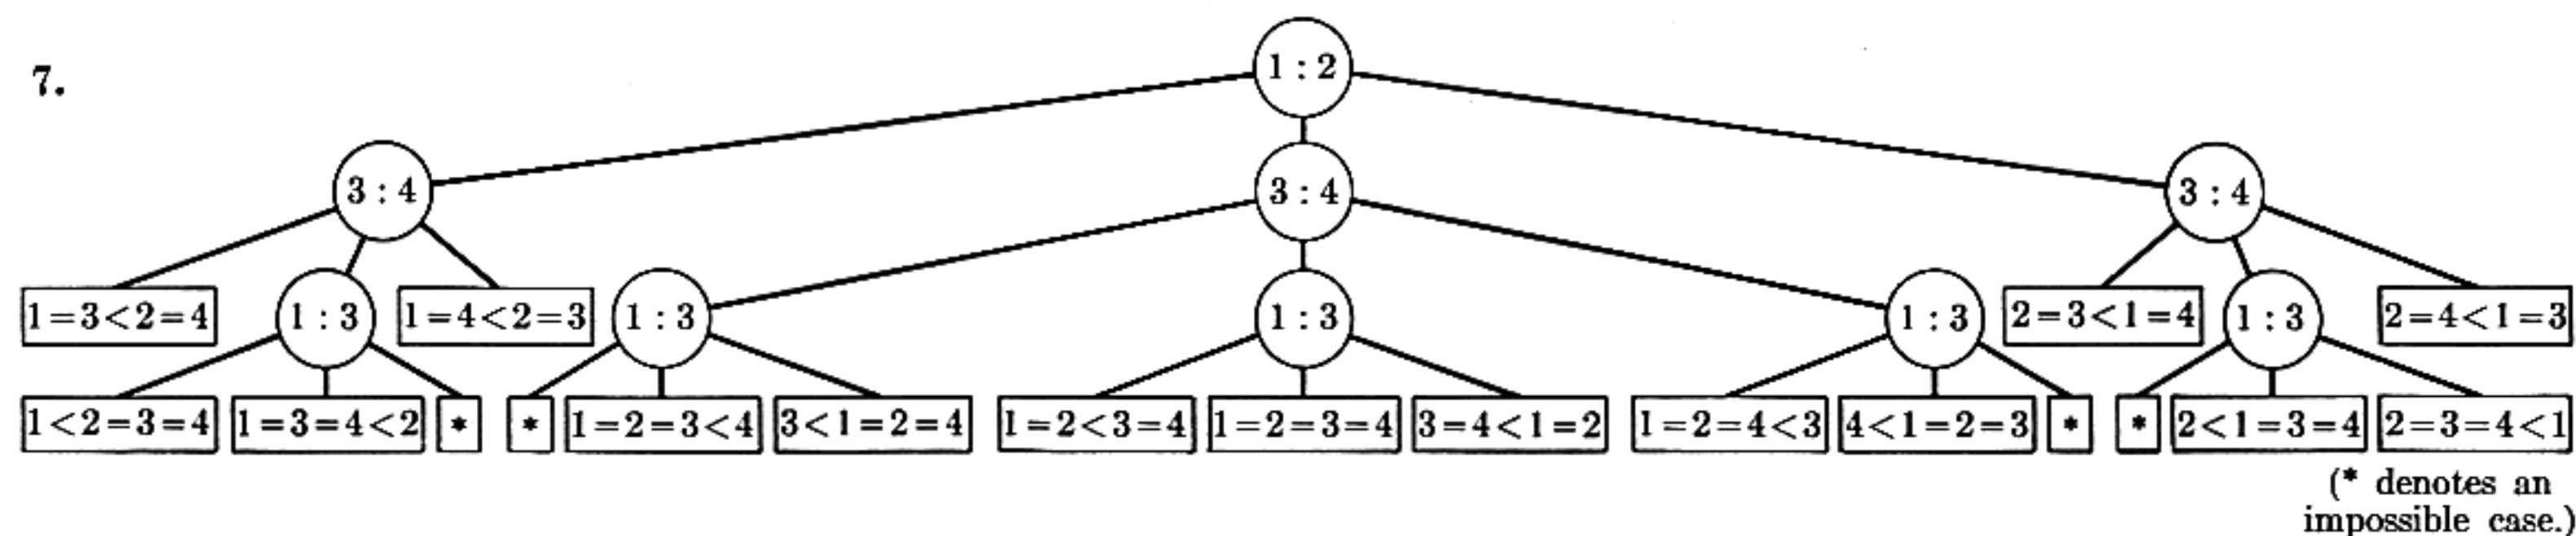 1 : 2
7.
3 : 4 3 : 4 3 : 4
1=3<2=4 1 : 3 1=4<2=3 1 : 3 1 : 3 1 : 3 2=3<1=4 1 : 3 2=4<1=3
1<2=3=4 1=3=4<2 * * 1=2=3<4 3<1=2=4 1=2<3=4 1=2=3=4 3=4<1=2 1=2=4<3 4<1=2=3 * * 2<1=3=4 2=3=4<1
(* denotes an
impossible case.)